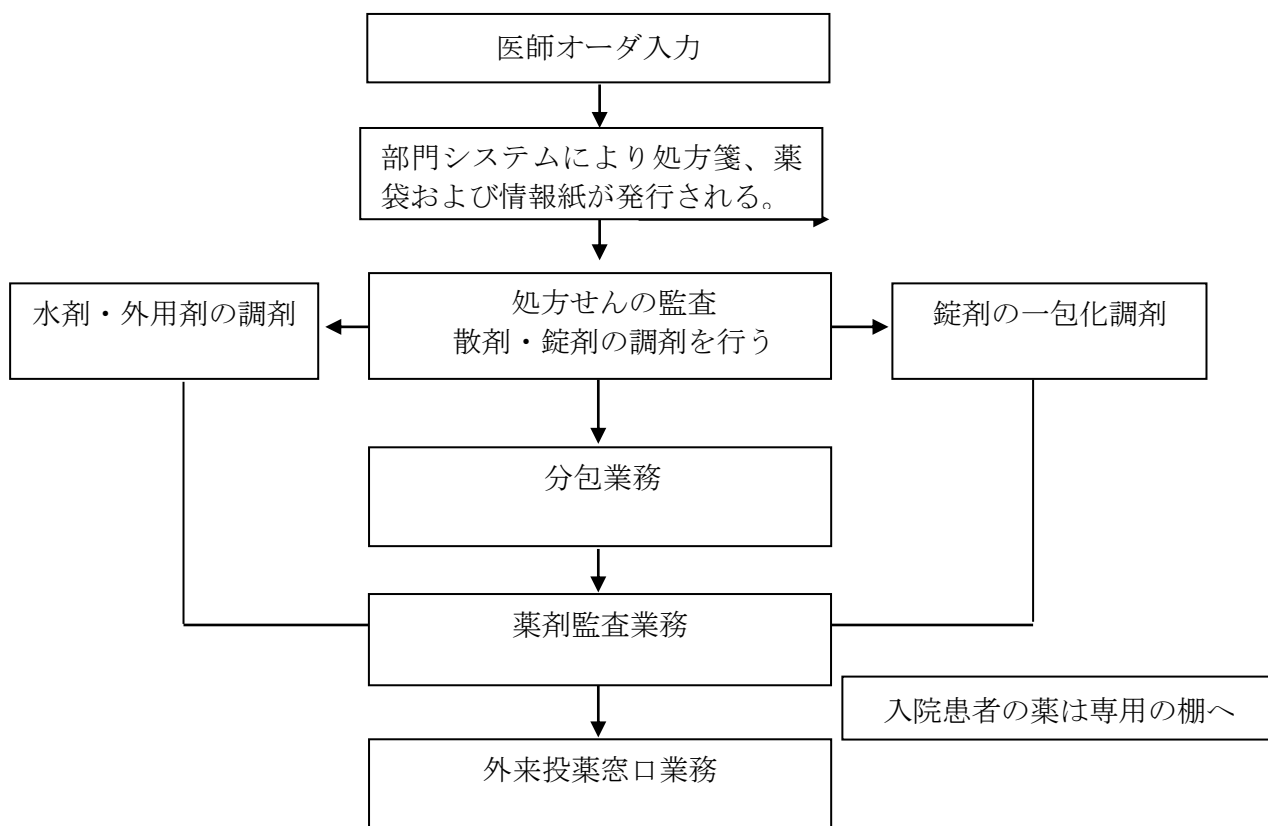 医師オーダ入力
部門システムにより処方箋、薬
袋および情報紙が発行される。
水剤・外用剤の調剤
処方せんの監査
散剤・錠剤の調剤を行う
錠剤の一包化調剤
分包業務
薬剤監査業務
入院患者の薬は専用の棚へ
外来投薬窓口業務